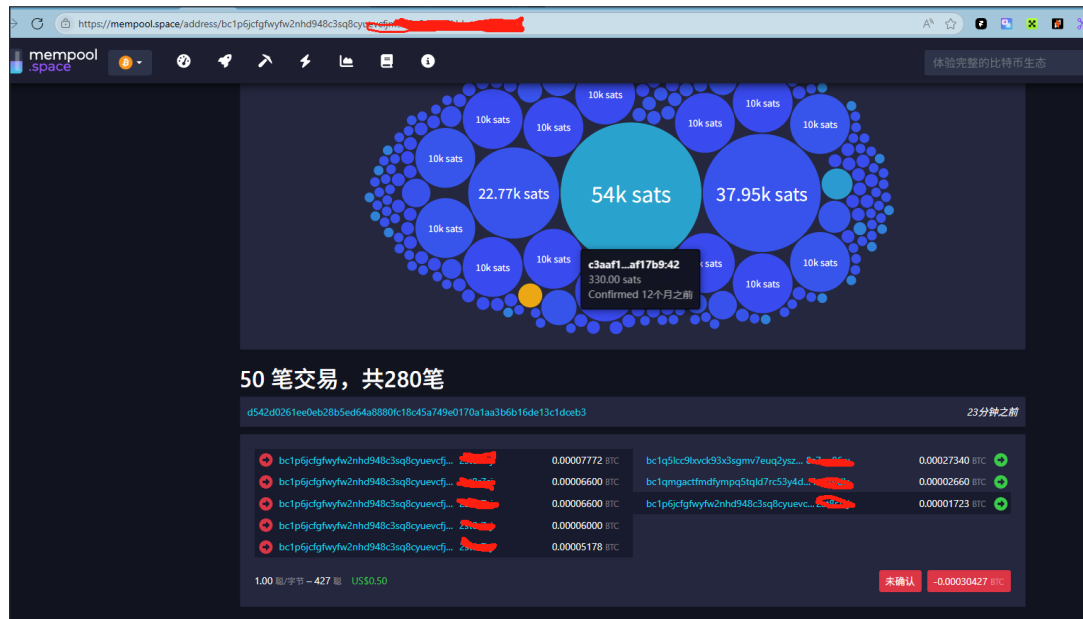 https://mempool.space/address/bc1p6jcfgfwyfw2nhd948c3sq8cyuevcfj
mempool
.space
体验完整的比特币生态
10k sats
10k sats
10k sats
10k sats
10k sats
10k sats
10k sats
22.77k sats
54k sats
37.95k sats
10k sats
10k sats
10k sats
k sats
10k sats
10k sats
c3aaf1...af17b9:42
330.00 sats
Confirmed 12个月之前
50 笔交易，共280笔
d542d0261ee0eb28b5ed64a8880fc18c45a749e0170a1aa3b6b16de13c1dceb3
23分钟之前
bc1p6jcfgfwyfw2nhd948c3sq8cyuevcfj... 0.00007772 BTC
bc1q5lcc9lxvck93x3sgmv7euq2ysz... 0.00027340 BTC
bc1p6jcfgfwyfw2nhd948c3sq8cyuevcfj... 0.00006600 BTC
bc1qmgactfmdfympq5tqld7rc53y4d... 0.00002660 BTC
bc1p6jcfgfwyfw2nhd948c3sq8cyuevcfj... 0.00006600 BTC
bc1p6jcfgfwyfw2nhd948c3sq8cyuevc... 0.00001723 BTC
bc1p6jcfgfwyfw2nhd948c3sq8cyuevcfj... 0.00006000 BTC
bc1p6jcfgfwyfw2nhd948c3sq8cyuevcfj... 0.00005178 BTC
1.00 聪/字节 – 427 聪 US$0.50
未确认
-0.00030427 BTC